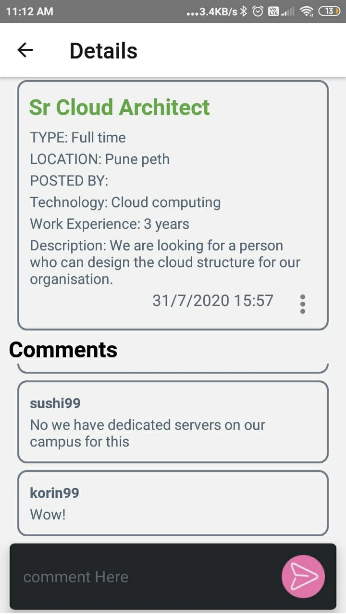 11:12 AM
...3.4KB/s
13
Details
Sr Cloud Architect
TYPE: Full time
LOCATION: Pune peth
POSTED BY:
Technology: Cloud computing
Work Experience: 3 years
Description: We are looking for a person
who can design the cloud structure for our
organisation.
31/7/2020 15:57
Comments
sushi99
No we have dedicated servers on our
campus for this
korin99
Wow!
comment Here